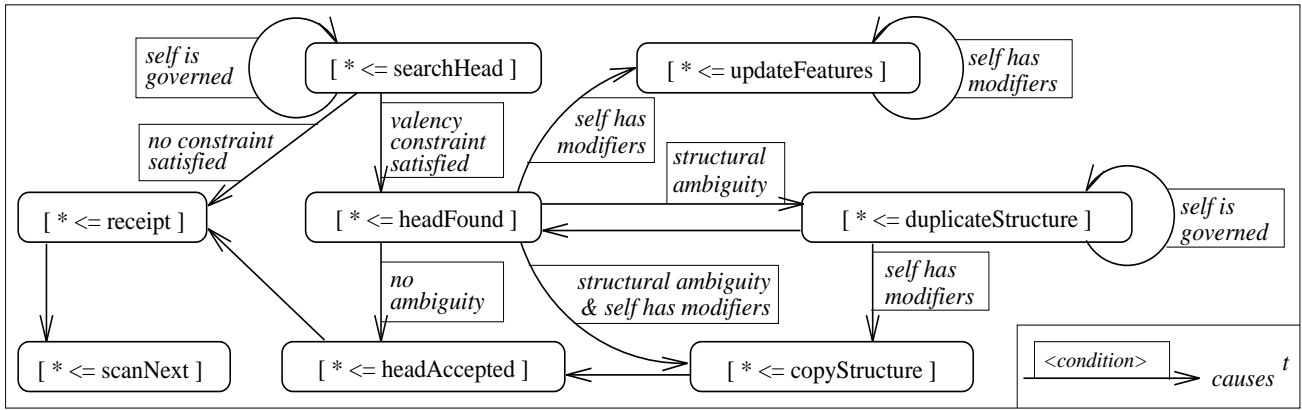 self is
governed
[ * <= searchHead ]
[ * <= updateFeatures ]
self has
modifiers
no constraint
satisfied
valency
constraint
satisfied
self has
modifiers
structural
ambiguity
[ * <= receipt ]
[ * <= headFound ]
[ * <= duplicateStructure ]
self is
governed
no
ambiguity
structural ambiguity
& self has modifiers
self has
modifiers
[ * <= scanNext ]
[ * <= headAccepted ]
[ * <= copyStructure ]
<condition>
causes t